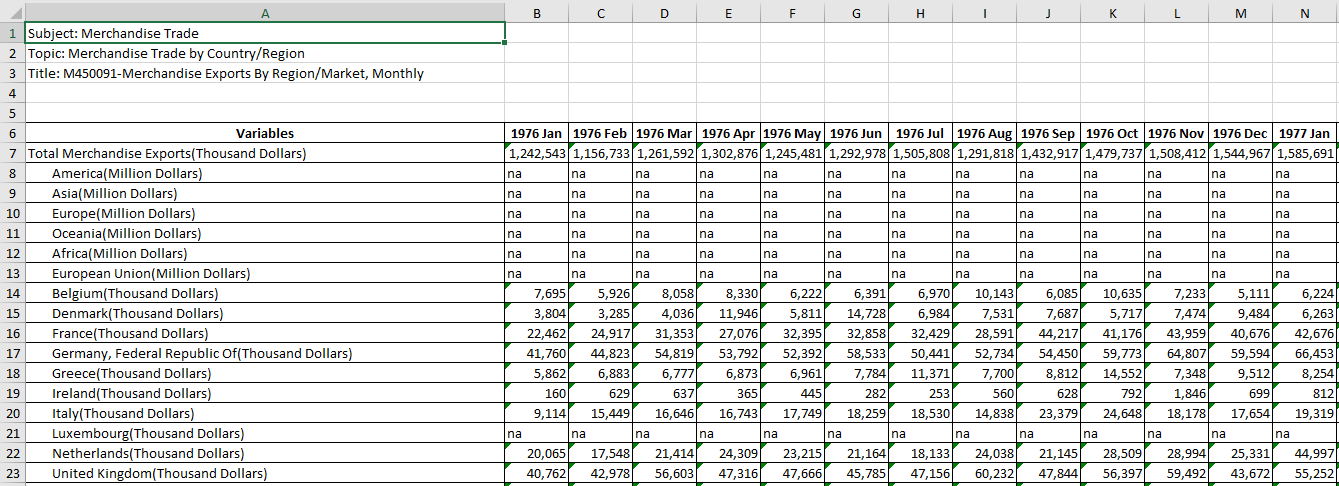 A B C D E F G H I J K L M N
1 Subject: Merchandise Trade
2 Topic: Merchandise Trade by Country/Region
3 Title: M450091-Merchandise Exports By Region/Market, Monthly
4
5
6 Variables 1976 Jan 1976 Feb 1976 Mar 1976 Apr 1976 May 1976 Jun 1976 Jul 1976 Aug 1976 Sep 1976 Oct 1976 Nov 1976 Dec 1977 Jan
7 Total Merchandise Exports(Thousand Dollars) 1,242,543 1,156,733 1,261,592 1,302,876 1,245,481 1,292,978 1,505,808 1,291,818 1,432,917 1,479,737 1,508,412 1,544,967 1,585,691
8 America(Million Dollars) na na na na na na na na na na na na na
9 Asia(Million Dollars) na na na na na na na na na na na na na
10 Europe(Million Dollars) na na na na na na na na na na na na na
11 Oceania(Million Dollars) na na na na na na na na na na na na na
12 Africa(Million Dollars) na na na na na na na na na na na na na
13 European Union(Million Dollars) na na na na na na na na na na na na na
14 Belgium(Thousand Dollars) 7,695 5,926 8,058 8,330 6,222 6,391 6,970 10,143 6,085 10,635 7,233 5,111 6,224
15 Denmark(Thousand Dollars) 3,804 3,285 4,036 11,946 5,811 14,728 6,984 7,531 7,687 5,717 7,474 9,484 6,263
16 France(Thousand Dollars) 22,462 24,917 31,353 27,076 32,395 32,858 32,429 28,591 44,217 41,176 43,959 40,676 42,676
17 Germany, Federal Republic Of(Thousand Dollars) 41,760 44,823 54,819 53,792 52,392 58,533 50,441 52,734 54,450 59,773 64,807 59,594 66,453
18 Greece(Thousand Dollars) 5,862 6,883 6,777 6,873 6,961 7,784 11,371 7,700 8,812 14,552 7,348 9,512 8,254
19 Ireland(Thousand Dollars) 160 629 637 365 445 282 253 560 628 792 1,846 699 812
20 Italy(Thousand Dollars) 9,114 15,449 16,646 16,743 17,749 18,259 18,530 14,838 23,379 24,648 18,178 17,654 19,319
21 Luxembourg(Thousand Dollars) na na na na na na na na na na na na na
22 Netherlands(Thousand Dollars) 20,065 17,548 21,414 24,309 23,215 21,164 18,133 24,038 21,145 28,509 28,994 25,331 44,997
23 United Kingdom(Thousand Dollars) 40,762 42,978 56,603 47,316 47,666 45,785 47,156 60,232 47,844 56,397 59,492 43,672 55,252